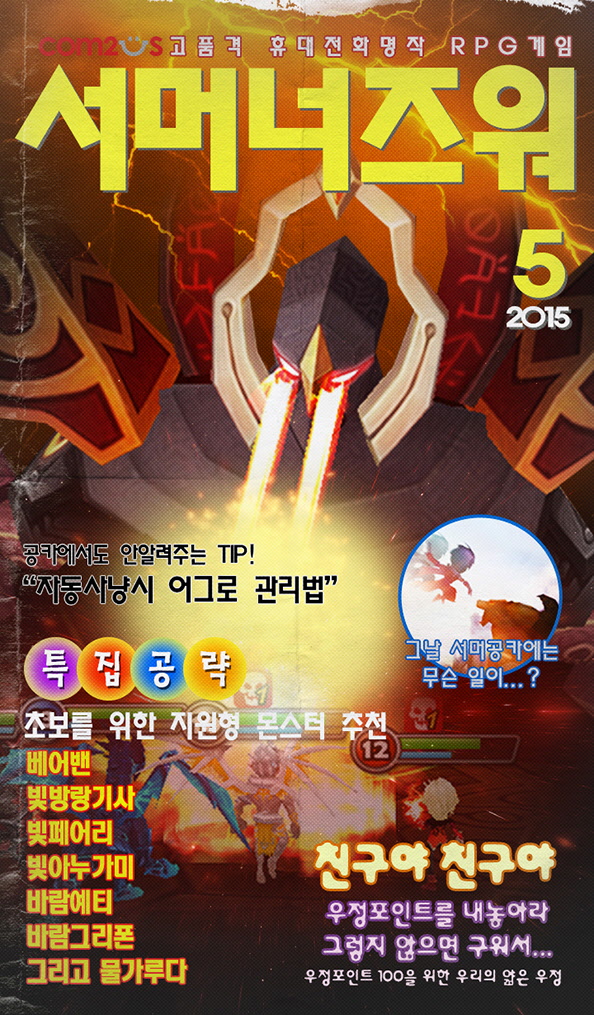 com2us 고품격 휴대전화명작 RPG게임
서머너즈워
5
2015
공카에서도 안알려주는 TIP!
“자동사냥시 어그로 관리법”
그날 서머공카에는
무슨 일이...?
특집공략
초보를 위한 지원형 몬스터 추천
베어맨
빛방랑기사
빛페어리
빛아누가미
바람예티
바람그리폰
그리고 물가루다
1
1
12
친구야 친구야
우정포인트를 내놓아라
그렇지 않으면 구워서...
우정포인트 100을 위한 우리의 얇은 우정